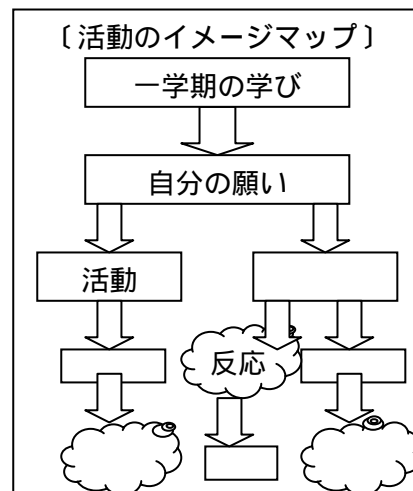 〔活動のイメージマップ〕
一学期の学び
自分の願い
活動
反応